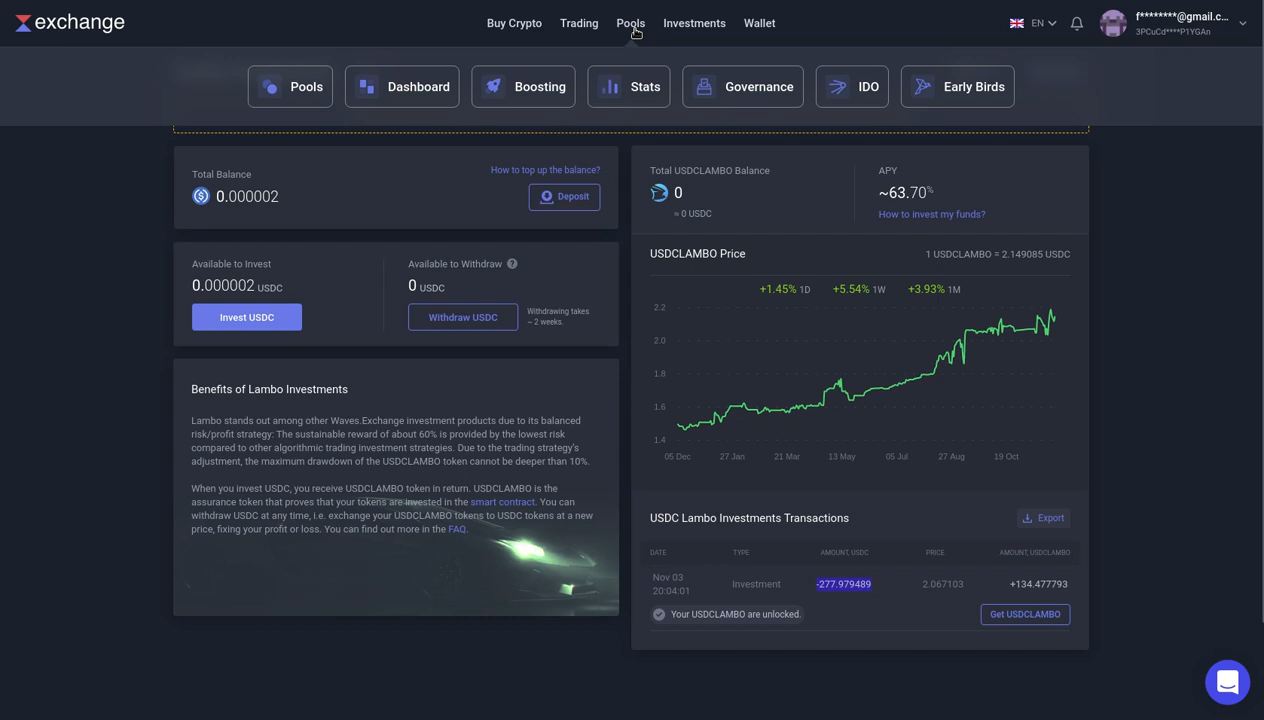 exchange
Buy Crypto Trading Pools Investments Wallet
EN
f********@gmail.c...
3PCuCd****P1YGAn
Pools Dashboard Boosting Stats Governance IDO Early Birds
Total Balance
How to top up the balance?
0.000002
Deposit
Available to Invest
0.000002 USDC
Invest USDC
Available to Withdraw ?
0 USDC
Withdraw USDC
Withdrawing takes
~ 2 weeks.
Benefits of Lambo Investments
Lambo stands out among other Waves.Exchange investment products due to its balanced
risk/profit strategy: The sustainable reward of about 60% is provided by the lowest risk
compared to other algorithmic trading investment strategies. Due to the trading strategy's
adjustment, the maximum drawdown of the USDCLAMBO token cannot be deeper than 10%.
When you invest USDC, you receive USDCLAMBO token in return. USDCLAMBO is the
assurance token that proves that your tokens are invested in the smart contract. You can
withdraw USDC at any time, i.e. exchange your USDCLAMBO tokens to USDC tokens at a new
price, fixing your profit or loss. You can find out more in the FAQ.
Total USDCLAMBO Balance
0
≈ 0 USDC
APY
~63.70%
How to invest my funds?
USDCLAMBO Price
1 USDCLAMBO = 2.149085 USDC
+1.45% 1D +5.54% 1W +3.93% 1M
2.2
2.0
1.8
1.6
1.4
05 Dec 27 Jan 21 Mar 13 May 05 Jul 27 Aug 19 Oct
USDC Lambo Investments Transactions
Export
DATE TYPE AMOUNT, USDC PRICE AMOUNT, USDCLAMBO
Nov 03
20:04:01
Investment -277.979489 2.067103 +134.477793
Your USDCLAMBO are unlocked.
Get USDCLAMBO